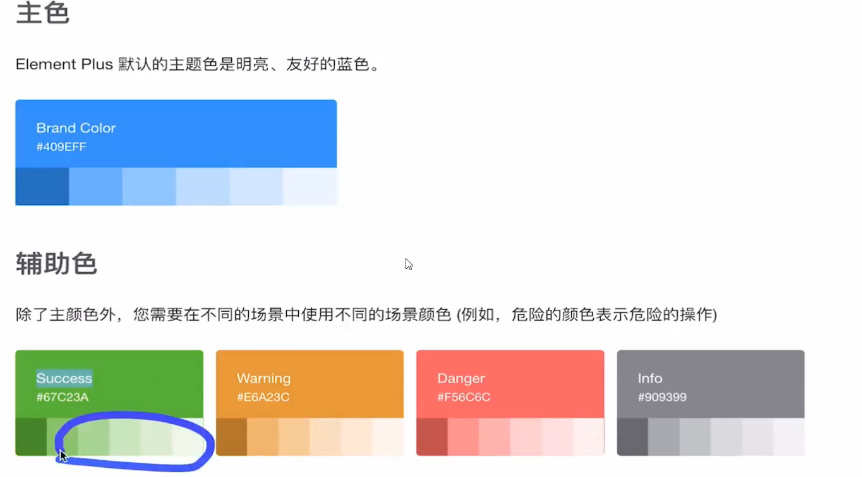 主色
Element Plus 默认的主题色是明亮、友好的蓝色。
Brand Color
#409EFF
辅助色
除了主颜色外，您需要在不同的场景中使用不同的场景颜色 (例如，危险的颜色表示危险的操作)
Success
#67C23A
Warning
#E6A23C
Danger
#F56C6C
Info
#909399